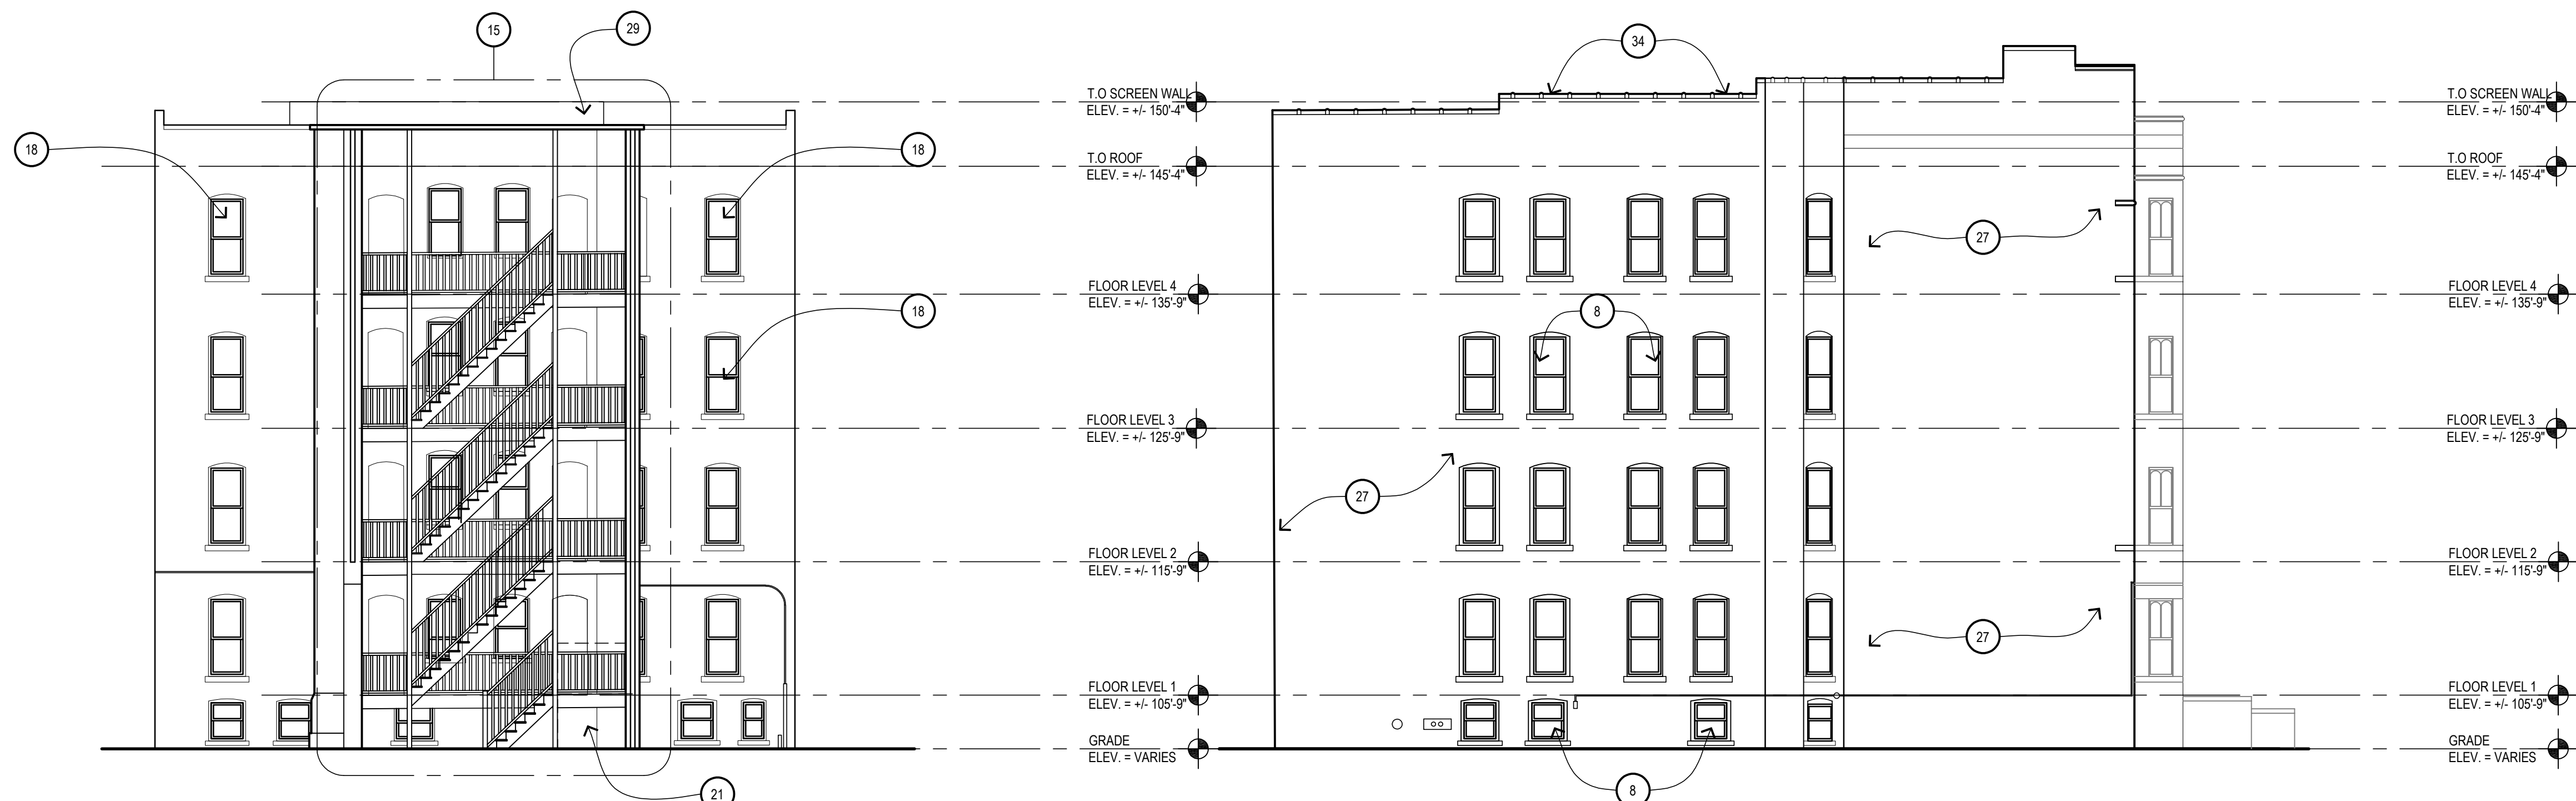 15
29
34
T.O SCREEN WALL
ELEV. = +/- 150'-4"
T.O SCREEN WALL
ELEV. = +/- 150'-4"
18
18
T.O ROOF
ELEV. = +/- 145'-4"
T.O ROOF
ELEV. = +/- 145'-4"
27
FLOOR LEVEL 4
ELEV. = +/- 135'-9"
FLOOR LEVEL 4
ELEV. = +/- 135'-9"
18
8
FLOOR LEVEL 3
ELEV. = +/- 125'-9"
FLOOR LEVEL 3
ELEV. = +/- 125'-9"
27
FLOOR LEVEL 2
ELEV. = +/- 115'-9"
FLOOR LEVEL 2
ELEV. = +/- 115'-9"
27
FLOOR LEVEL 1
ELEV. = +/- 105'-9"
FLOOR LEVEL 1
ELEV. = +/- 105'-9"
GRADE
ELEV. = VARIES
GRADE
ELEV. = VARIES
21
8